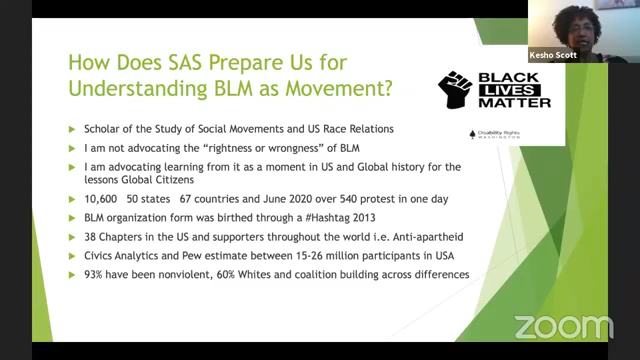 How Does SAS Prepare Us for
Understanding BLM as Movement?
Kesho Scott
BLACK
LIVES
MATTER
Disability Rights
WASHINGTON
Scholar of the Study of Social Movements and US Race Relations
I am not advocating the “rightness or wrongness” of BLM
I am advocating learning from it as a moment in US and Global history for the
lessons Global Citizens
10,600 50 states 67 countries and June 2020 over 540 protest in one day
BLM organization form was birthed through a #Hashtag 2013
38 Chapters in the US and supporters throughout the world i.e. Anti-apartheid
Civics Analytics and Pew estimate between 15-26 million participants in USA
93% have been nonviolent, 60% Whites and coalition building across differences
zoom